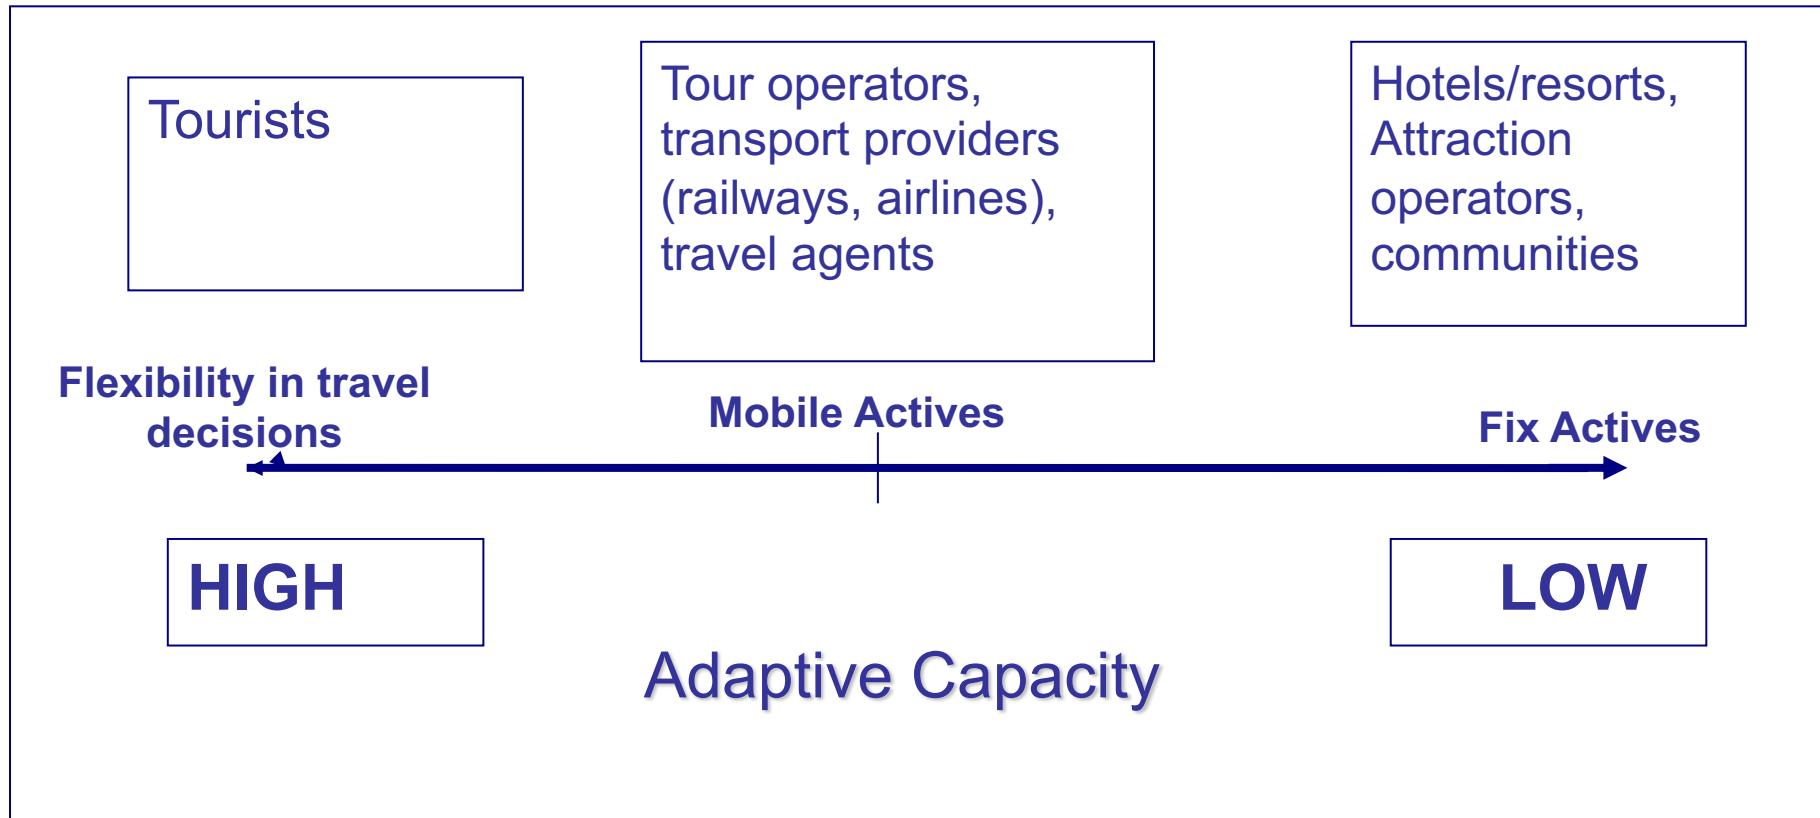 Tourists
Tour operators,
transport providers
(railways, airlines),
travel agents
Hotels/resorts,
Attraction
operators,
communities
Flexibility in travel
decisions
Mobile Actives
Fix Actives
HIGH
LOW
Adaptive Capacity